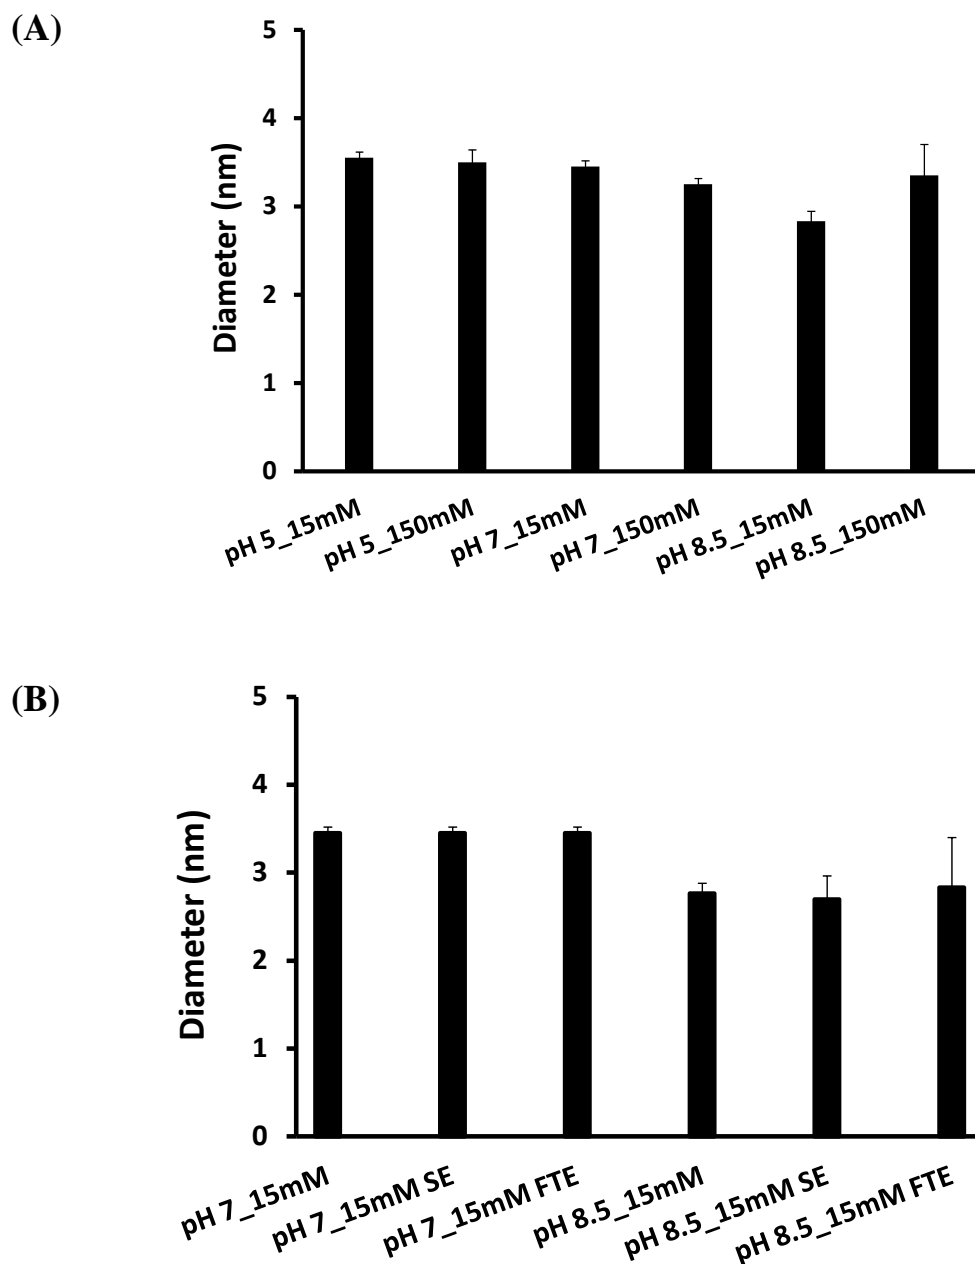 (A)
5
4
3
2
1
0
Diameter (nm)
pH 5_15mM
pH 5_150mM
pH 7_15mM
pH 7_150mM
pH 8.5_15mM
pH 8.5_150mM
(B)
5
4
3
2
1
0
Diameter (nm)
pH 7_15mM
pH 7_15mM SE
pH 7_15mM FTE
pH 8.5_15mM
pH 8.5_15mM SE
pH 8.5_15mM FTE